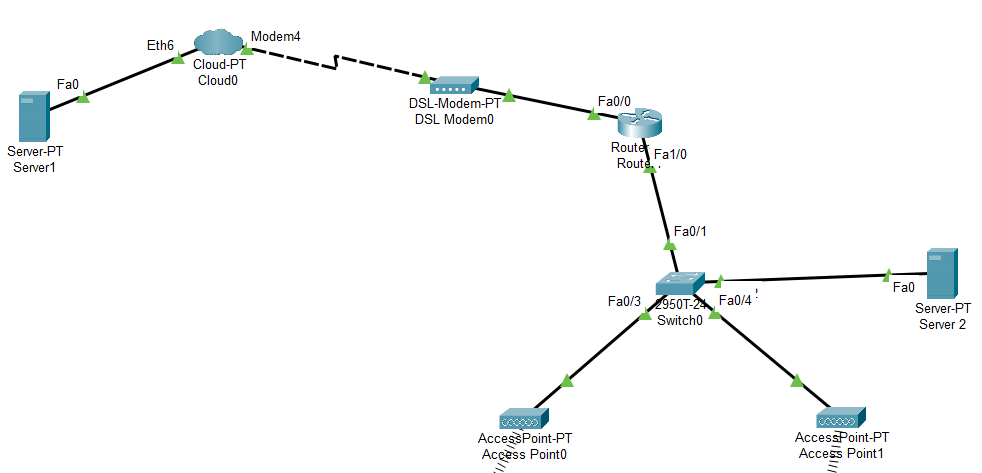 Eth6
Modem4
Cloud-PT
Cloud0
Fa0
Server-PT
Server1
DSL-Modem-PT
DSL Modem0
Fa0/0
Fa1/0
Fa0/1
Fa0/3
2950T-24
Switch0
Fa0/4
Fa0
Server-PT
Server 2
AccessPoint-PT
Access Point0
AccessPoint-PT
Access Point1